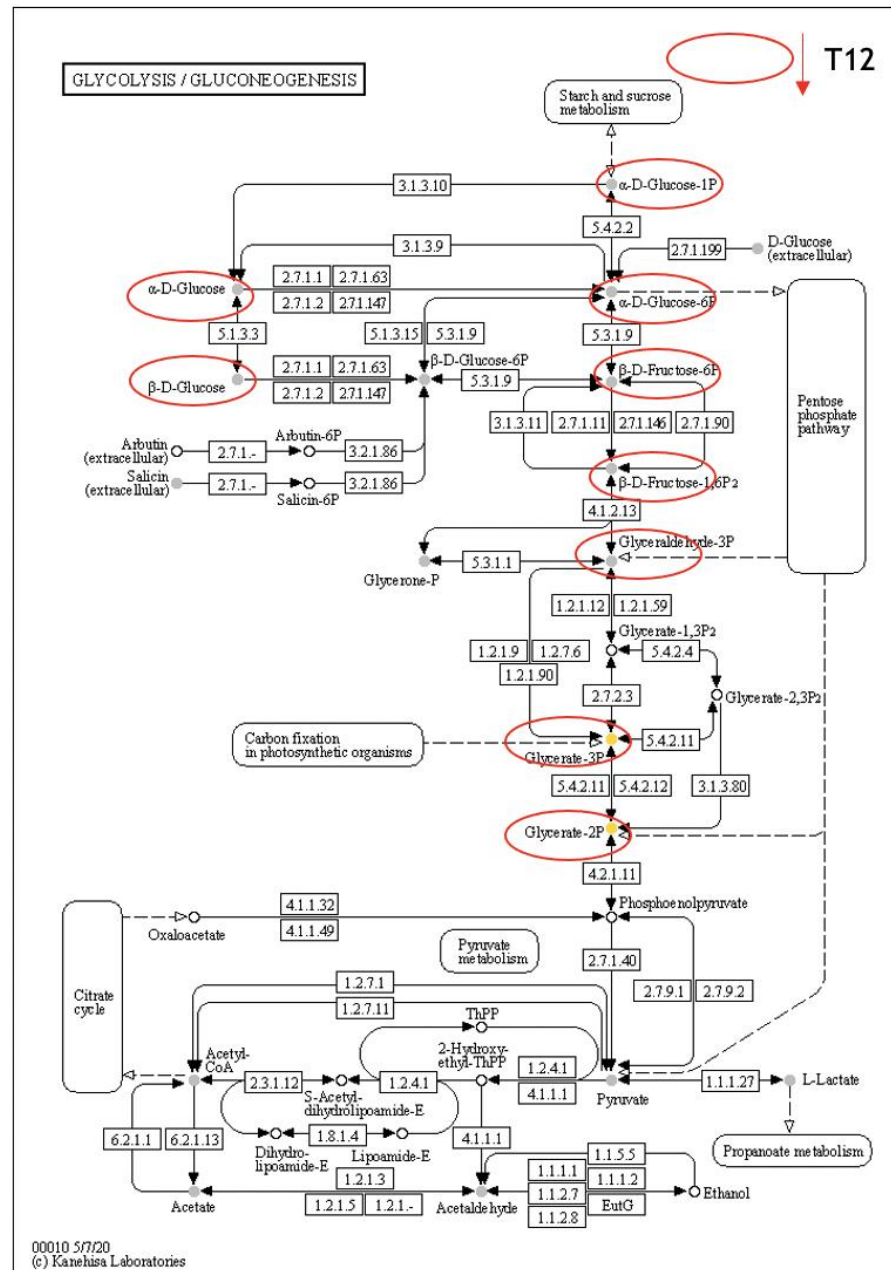 T12
GLYCOLYSIS / GLUCONEOGENESIS
Starch and sucrose
metabolism
3.1.3.10
α-D-Glucose-1P
5.4.2.2
3.1.3.9
2.7.1.199
D-Glucose
(extracellular)
α-D-Glucose
2.7.1.1
2.7.1.63
2.7.1.2
2.7.1.147
α-D-Glucose-6P
5.1.3.3
5.1.3.15
5.3.1.9
5.3.1.9
β-D-Glucose-6P
β-D-Glucose
2.7.1.1
2.7.1.63
2.7.1.2
2.7.1.147
5.3.1.9
β-D-Fructose-6P
Pentose
phosphate
pathway
3.1.3.11
2.7.1.11
2.7.1.146
2.7.1.90
Arbutin
(extracellular)
2.7.1.-
Arbutin-6P
3.2.1.86
Salicin
(extracellular)
2.7.1.-
Salicin-6P
3.2.1.86
β-D-Fructose-1,6P2
4.1.2.13
Glyceraldehyde-3P
Glycerone-P
5.3.1.1
1.2.1.12
1.2.1.59
1.2.1.9
1.2.7.6
1.2.1.90
Glycerate-1,3P2
5.4.2.4
2.7.2.3
Glycerate-2,3P2
Carbon fixation
in photosynthetic organisms
Glycerate-3P
5.4.2.11
5.4.2.11
5.4.2.12
3.1.3.80
Glycerate-2P
4.2.1.11
4.1.1.32
4.1.1.49
Oxaloacetate
Phosphoenolpyruvate
Pyruvate
metabolism
2.7.1.40
Citrate
cycle
1.2.7.1
1.2.7.11
2.7.9.1
2.7.9.2
ThPP
Acetyl-
CoA
2-Hydroxy-
ethyl-ThPP
2.3.1.12
S-Acetyl-
dihydrolipoamide-E
1.2.4.1
1.2.4.1
4.1.1.1
Pyruvate
1.1.1.27
L-Lactate
6.2.1.1
6.2.1.13
Dihydro-
lipoamide-E
1.8.1.4
Lipoamide-E
4.1.1.1
Propanoate metabolism
Acetate
1.2.1.3
1.2.1.5
1.2.1.-
Acetaldehyde
1.1.5.5
1.1.1.1
1.1.1.2
1.1.2.7
EutG
1.1.2.8
Ethanol
00010 5/7/20
(c) Kanehisa Laboratories